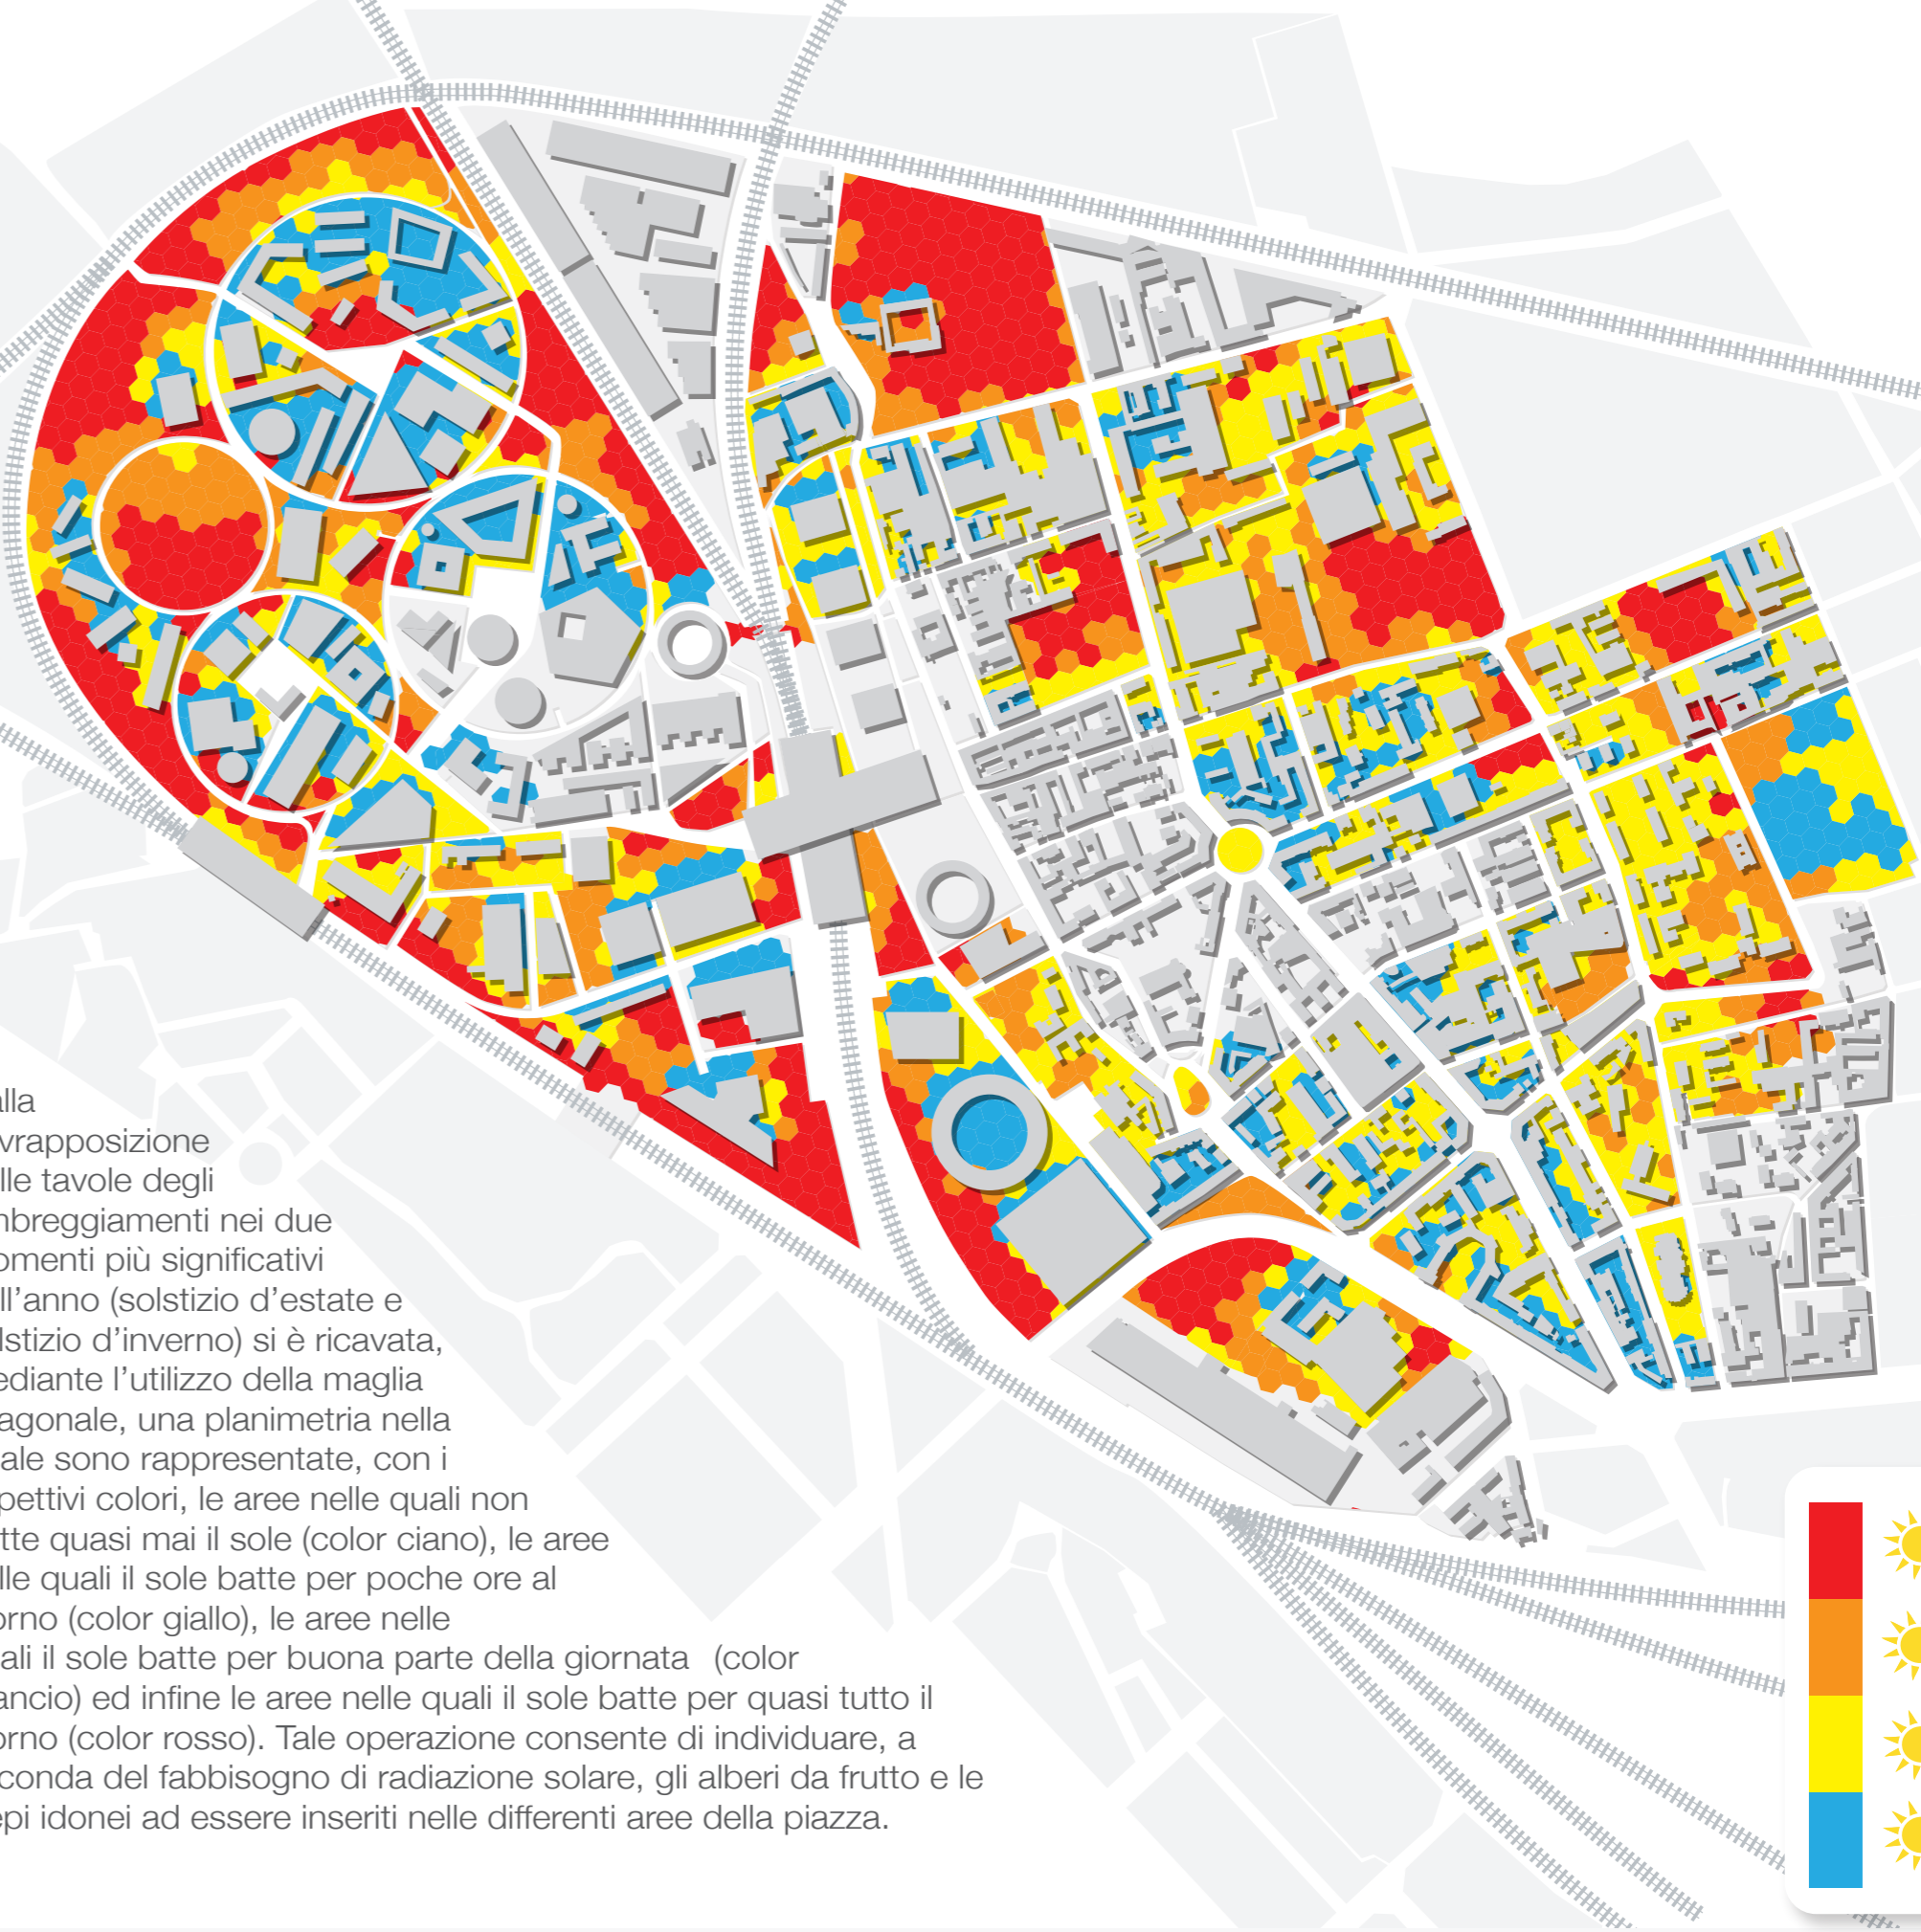 alla
vrapposizione
lle tavole degli
mbreggiamenti nei due
omenti più significativi
ll’anno (solstizio d’estate e
lstizio d’inverno) si è ricavata,
ediante l’utilizzo della maglia
agonale, una planimetria nella
ale sono rappresentate, con i
pettivi colori, le aree nelle quali non
tte quasi mai il sole (color ciano), le aree
lle quali il sole batte per poche ore al
orno (color giallo), le aree nelle
ali il sole batte per buona parte della giornata (color
ancio) ed infine le aree nelle quali il sole batte per quasi tutto il
orno (color rosso). Tale operazione consente di individuare, a
conda del fabbisogno di radiazione solare, gli alberi da frutto e le
epi idonei ad essere inseriti nelle differenti aree della piazza.